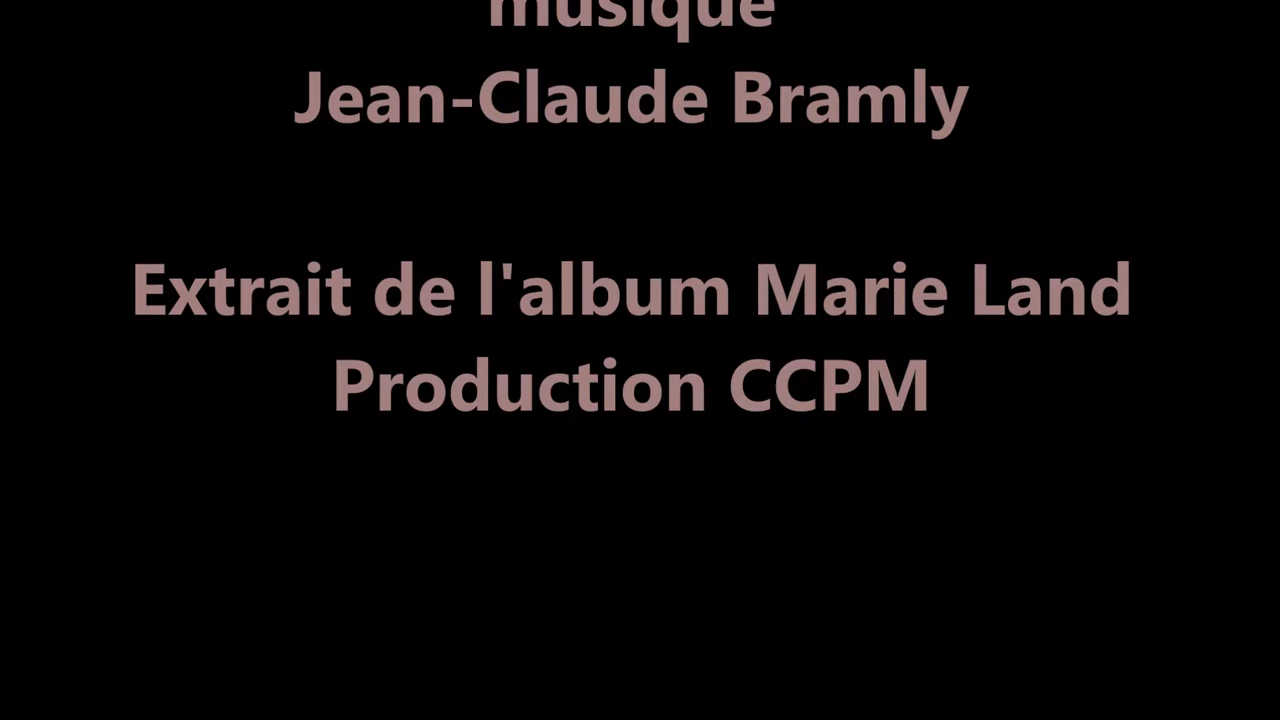 musique
Jean-Claude Bramly
Extrait de l'album Marie Land
Production CCPM